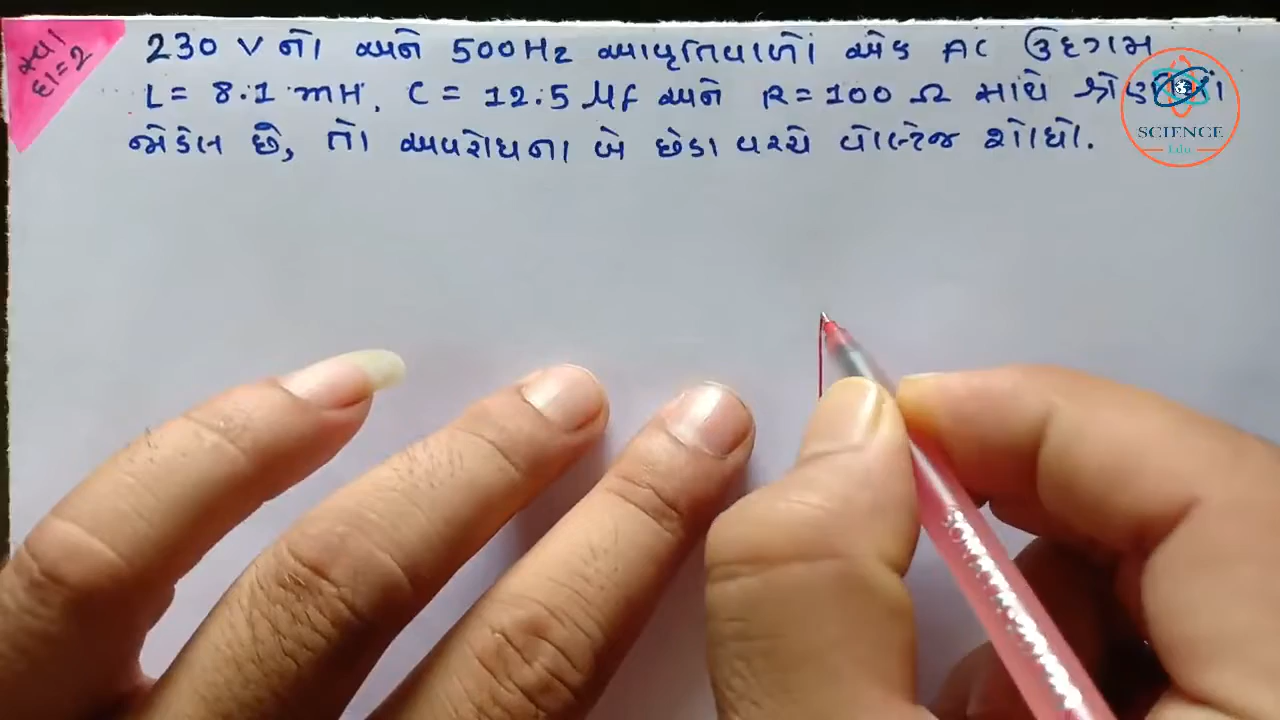 સ્વા
દા=2
230 V નો અને 500Hz આવૃત્તિવાળો એક AC ઉદગમ
L = 8.1 mH, C = 12.5 μf અને R = 100 Ω સાથે
જોડેલ છે, તો અવરોધના બે છેડા વચ્ચે વોલ્ટેજ શોધો.
SCIENCE
Edu